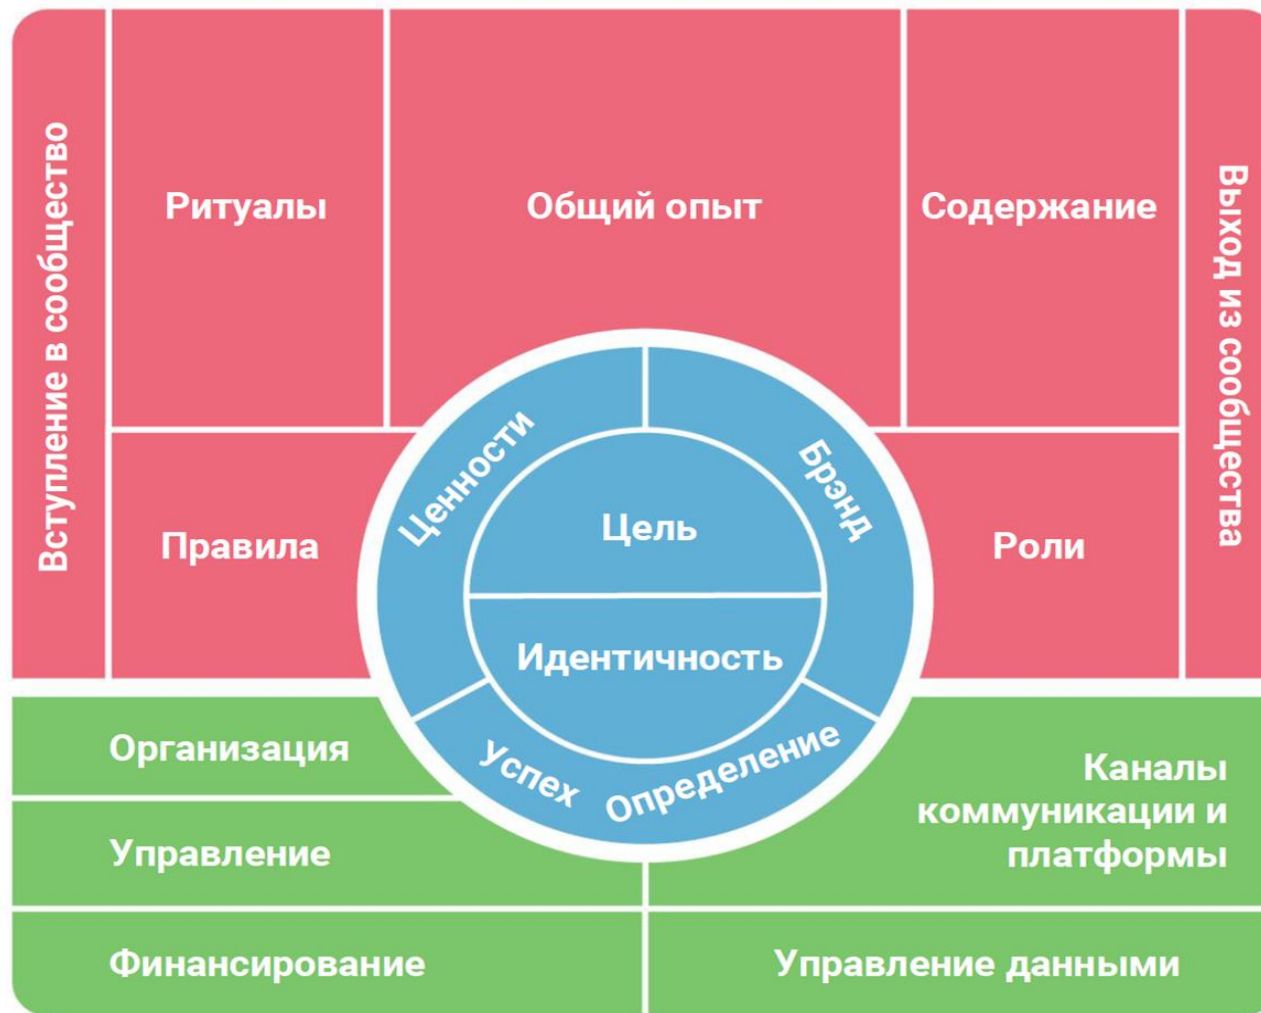 Вступление в сообщество
Ритуалы
Общий опыт
Содержание
Выход из сообщества
Правила
Ценности
Брэнд
Цель
Роли
Идентичность
Успех Определение
Организация
Управление
Финансирование
Каналы
коммуникации и
платформы
Управление данными